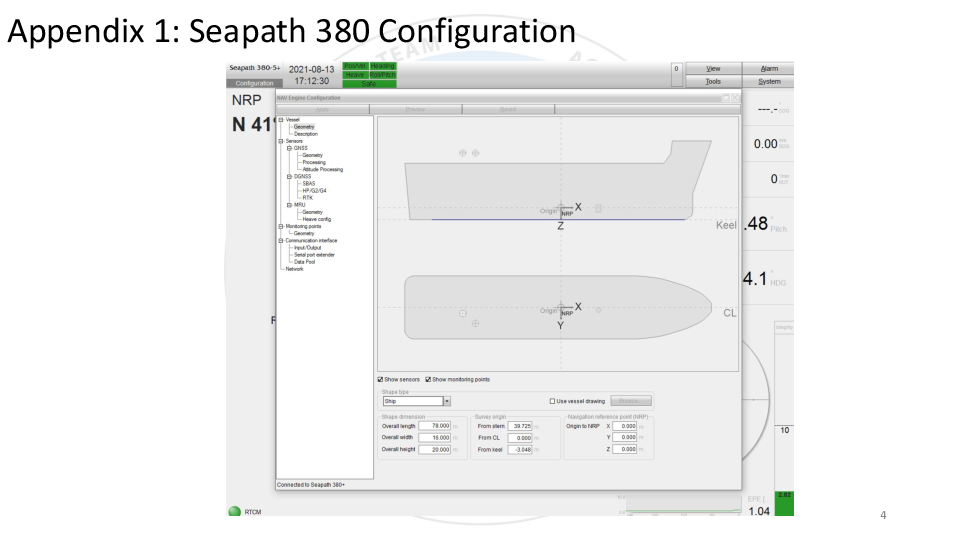 Appendix 1: Seapath 380 Configuration
Seapath 380-5+
2021-08-13
17:12:30
Configuration
Pos/Vel Heading
Heave Roll/Pitch
Safe
0
View
Alarm
Tools
System
NRP
N 41°
NAV Engine Configuration
Vessel
Geometry
Description
Sensors
GNSS
Geometry
Processing
Attitude Processing
DGNSS
SBAS
HP/G2/G4
RTK
MRU
Geometry
Heave config
Monitoring points
Geometry
Communication interface
Input/Output
Serial port extender
Data Pool
Network
Origin
NRP
X
Z
Keel
Origin
NRP
X
Y
CL
---.-
0.00
0
.48 Pitch
4.1 HDG
Integrity
10
Show sensors Show monitoring points
Shape type
Ship
Use vessel drawing
Browse...
Shape dimension
Overall length 78.000 m
Overall width 16.000 m
Overall height 20.000 m
Survey origin
From stern 39.725 m
From CL 0.000 m
From keel -3.048 m
Navigation reference point (NRP)
Origin to NRP X 0.000 m
Y 0.000 m
Z 0.000 m
Connected to Seapath 380+
RTCM
EPE [
1.04
2.93
4